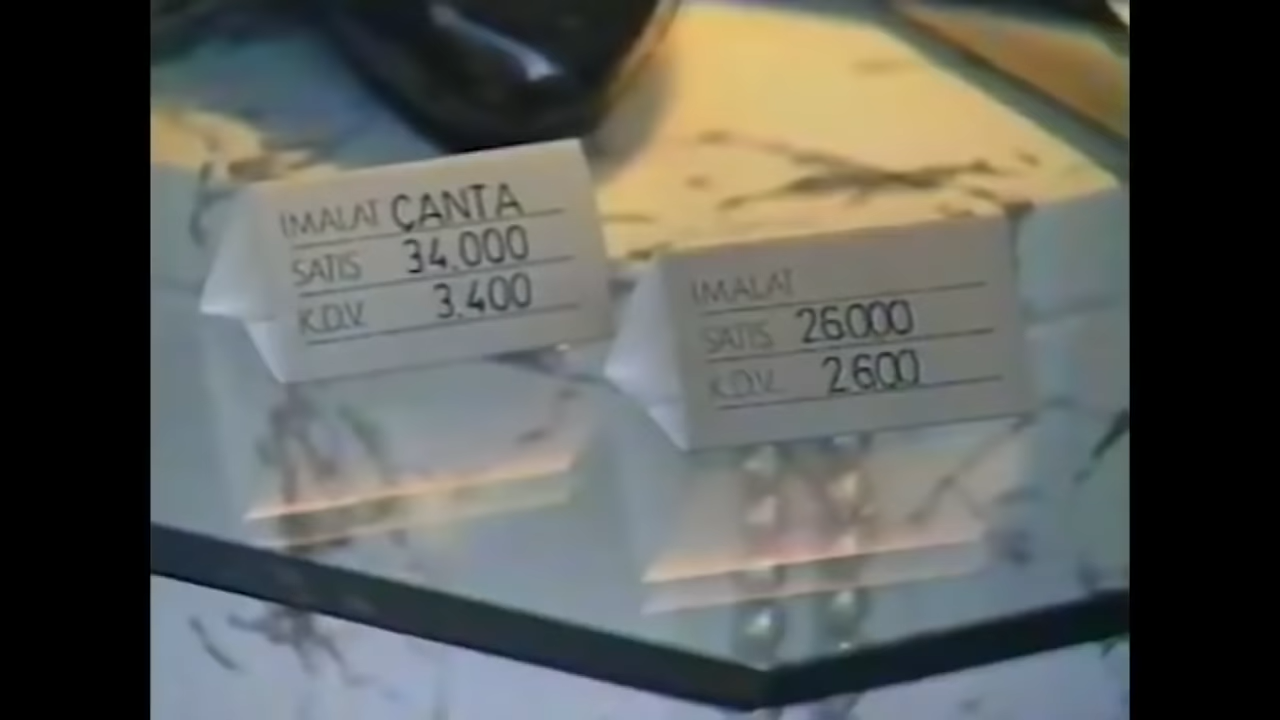 IMALAT ÇANTA
SATIS 34.000
K.D.V. 3.400
IMALAT
SATIS 26.000
K.D.V. 2.600